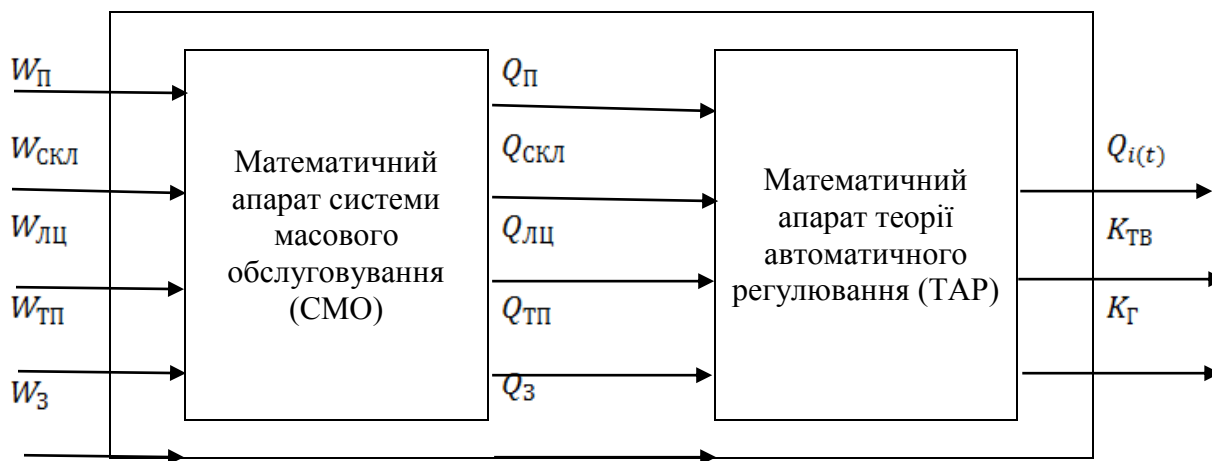 W_П
W_СКЛ
W_ЛЦ
W_ТП
W_З
Математичний
апарат системи
масового
обслуговування
(СМО)
Q_П
Q_СКЛ
Q_ЛЦ
Q_ТП
Q_З
Математичний
апарат теорії
автоматичного
регулювання (ТАР)
Q_i(t)
K_ТВ
K_Г